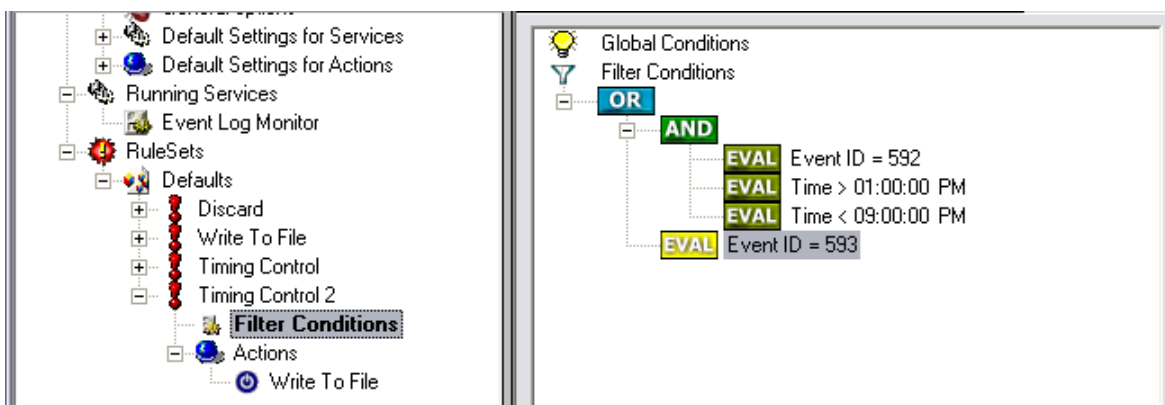 General Options
Default Settings for Services
Default Settings for Actions
Running Services
Event Log Monitor
RuleSets
Defaults
Discard
Write To File
Timing Control
Timing Control 2
Filter Conditions
Actions
Write To File
Global Conditions
Filter Conditions
OR
AND
EVAL Event ID = 592
EVAL Time > 01:00:00 PM
EVAL Time < 09:00:00 PM
EVAL Event ID = 593